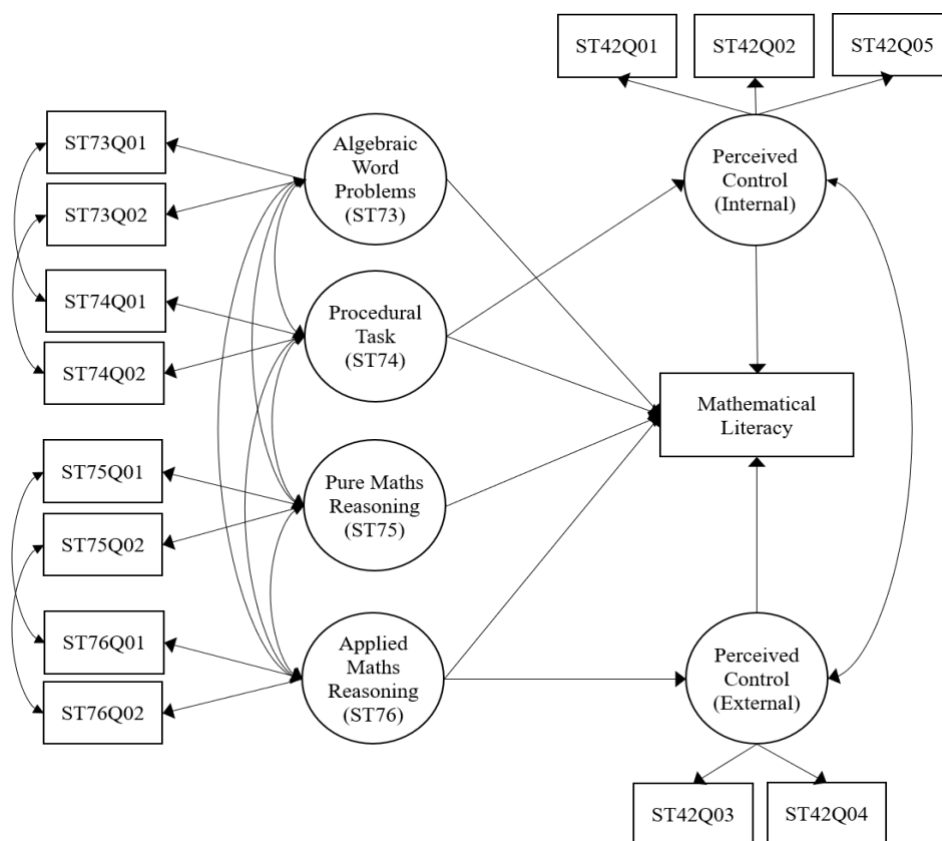 ST42Q01
ST42Q02
ST42Q05
ST73Q01
ST73Q02
ST74Q01
ST74Q02
ST75Q01
ST75Q02
ST76Q01
ST76Q02
Algebraic
Word
Problems
(ST73)
Procedural
Task
(ST74)
Pure Maths
Reasoning
(ST75)
Applied
Maths
Reasoning
(ST76)
Perceived
Control
(Internal)
Mathematical
Literacy
Perceived
Control
(External)
ST42Q03
ST42Q04